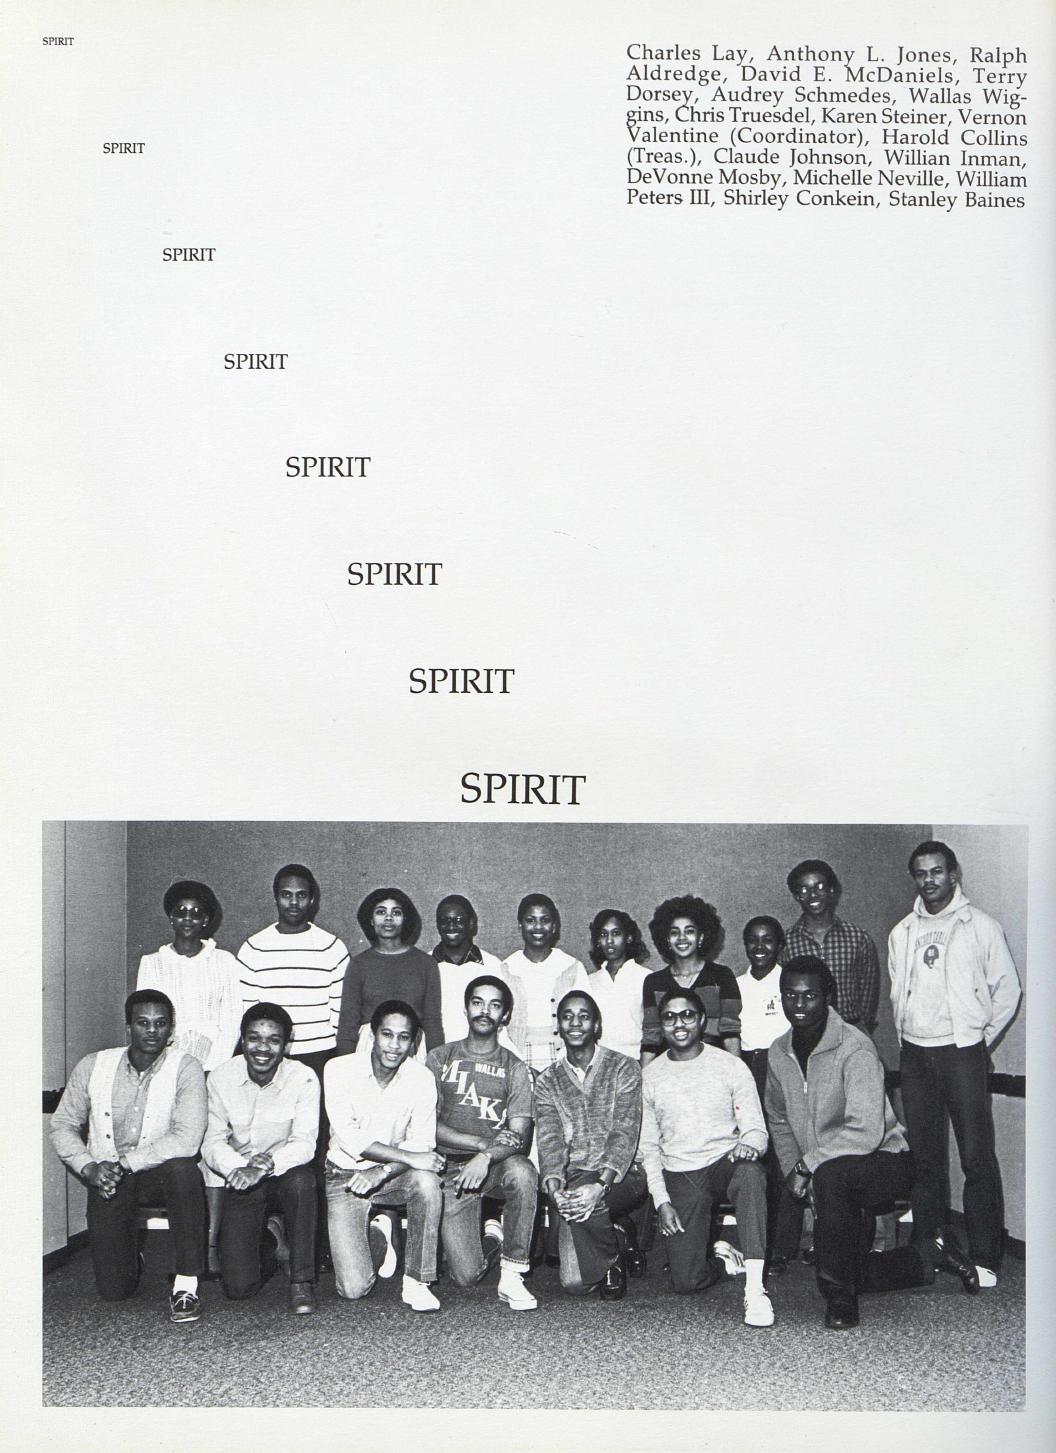 SPIRIT
Charles Lay, Anthony L. Jones, Ralph
Aldredge, David E. McDaniels, Terry
Dorsey, Audrey Schmedes, Wallas Wig-
gins, Chris Truesdel, Karen Steiner, Vernon
Valentine (Coordinator), Harold Collins
(Treas.), Claude Johnson, Willian Inman,
DeVonne Mosby, Michelle Neville, William
Peters III, Shirley Conkein, Stanley Baines
SPIRIT
SPIRIT
SPIRIT
SPIRIT
SPIRIT
SPIRIT
SPIRIT
WALLAS